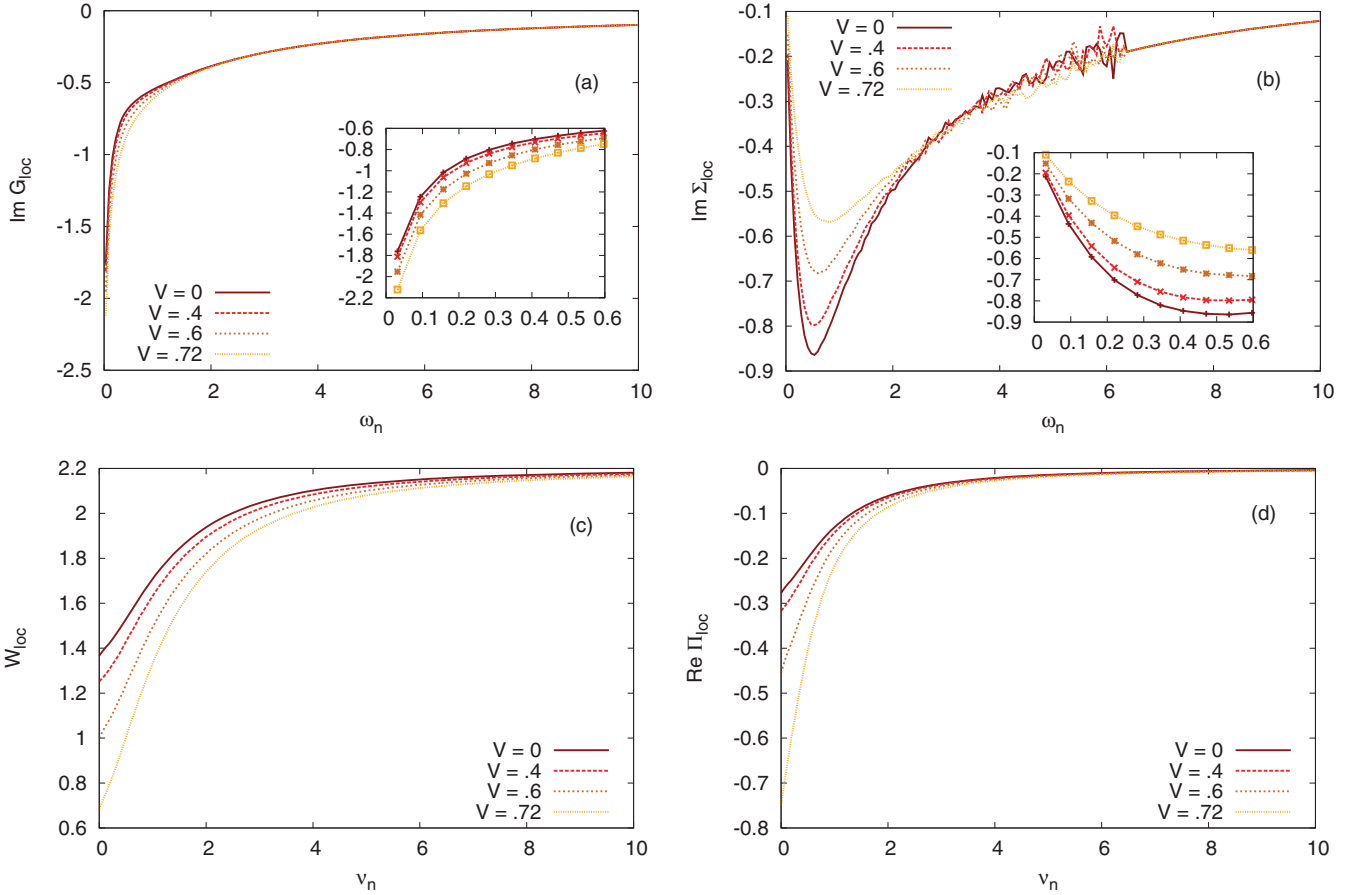 0
-0.5
-1
-1.5
-2
-2.5
0 2 4 6 8 10
Im G_loc
ω_n
(a)
V = 0
V = .4
V = .6
V = .72
-0.6
-0.8
-1
-1.2
-1.4
-1.6
-1.8
-2
-2.2
0 0.1 0.2 0.3 0.4 0.5 0.6
-0.1
-0.2
-0.3
-0.4
-0.5
-0.6
-0.7
-0.8
-0.9
0 2 4 6 8 10
Im Σ_loc
ω_n
(b)
V = 0
V = .4
V = .6
V = .72
-0.1
-0.2
-0.3
-0.4
-0.5
-0.6
-0.7
-0.8
-0.9
0 0.1 0.2 0.3 0.4 0.5 0.6
2.2
2
1.8
1.6
1.4
1.2
1
0.8
0.6
0 2 4 6 8 10
W_loc
ν_n
(c)
V = 0
V = .4
V = .6
V = .72
0
-0.1
-0.2
-0.3
-0.4
-0.5
-0.6
-0.7
-0.8
0 2 4 6 8 10
Re Π_loc
ν_n
(d)
V = 0
V = .4
V = .6
V = .72